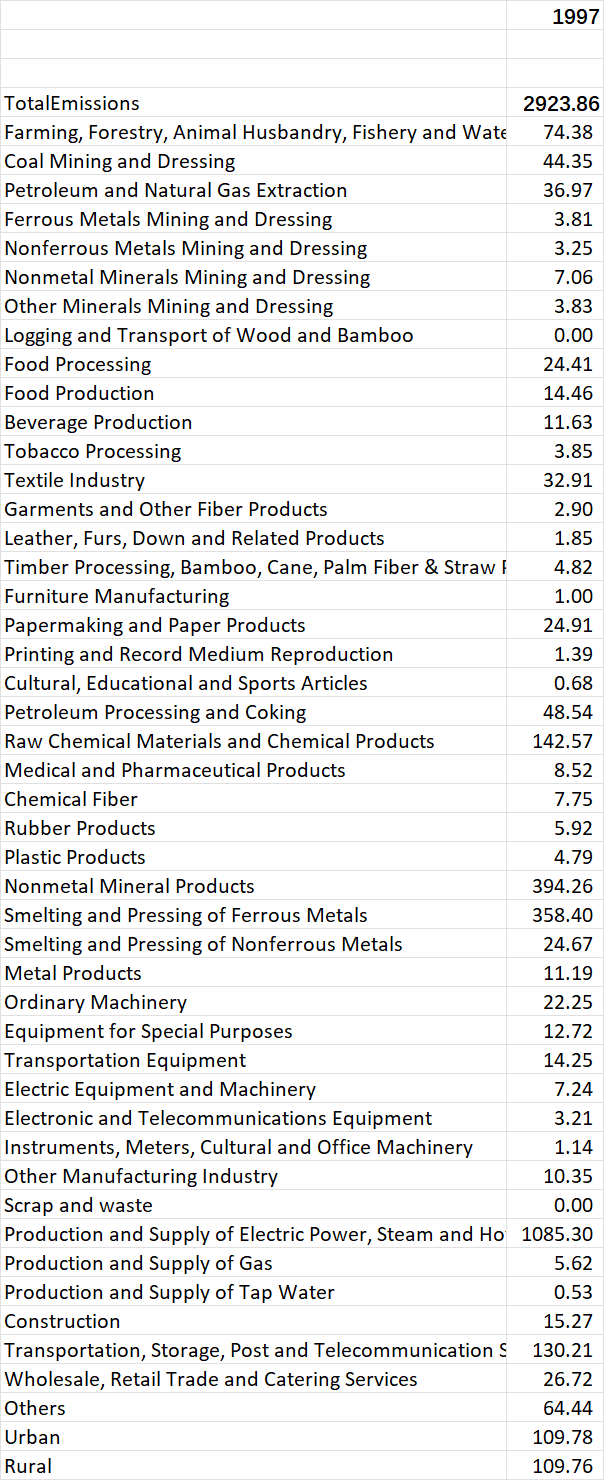 1997
TotalEmissions 2923.86
Farming, Forestry, Animal Husbandry, Fishery and Wate 74.38
Coal Mining and Dressing 44.35
Petroleum and Natural Gas Extraction 36.97
Ferrous Metals Mining and Dressing 3.81
Nonferrous Metals Mining and Dressing 3.25
Nonmetal Minerals Mining and Dressing 7.06
Other Minerals Mining and Dressing 3.83
Logging and Transport of Wood and Bamboo 0.00
Food Processing 24.41
Food Production 14.46
Beverage Production 11.63
Tobacco Processing 3.85
Textile Industry 32.91
Garments and Other Fiber Products 2.90
Leather, Furs, Down and Related Products 1.85
Timber Processing, Bamboo, Cane, Palm Fiber & Straw P 4.82
Furniture Manufacturing 1.00
Papermaking and Paper Products 24.91
Printing and Record Medium Reproduction 1.39
Cultural, Educational and Sports Articles 0.68
Petroleum Processing and Coking 48.54
Raw Chemical Materials and Chemical Products 142.57
Medical and Pharmaceutical Products 8.52
Chemical Fiber 7.75
Rubber Products 5.92
Plastic Products 4.79
Nonmetal Mineral Products 394.26
Smelting and Pressing of Ferrous Metals 358.40
Smelting and Pressing of Nonferrous Metals 24.67
Metal Products 11.19
Ordinary Machinery 22.25
Equipment for Special Purposes 12.72
Transportation Equipment 14.25
Electric Equipment and Machinery 7.24
Electronic and Telecommunications Equipment 3.21
Instruments, Meters, Cultural and Office Machinery 1.14
Other Manufacturing Industry 10.35
Scrap and waste 0.00
Production and Supply of Electric Power, Steam and Ho 1085.30
Production and Supply of Gas 5.62
Production and Supply of Tap Water 0.53
Construction 15.27
Transportation, Storage, Post and Telecommunication S 130.21
Wholesale, Retail Trade and Catering Services 26.72
Others 64.44
Urban 109.78
Rural 109.76